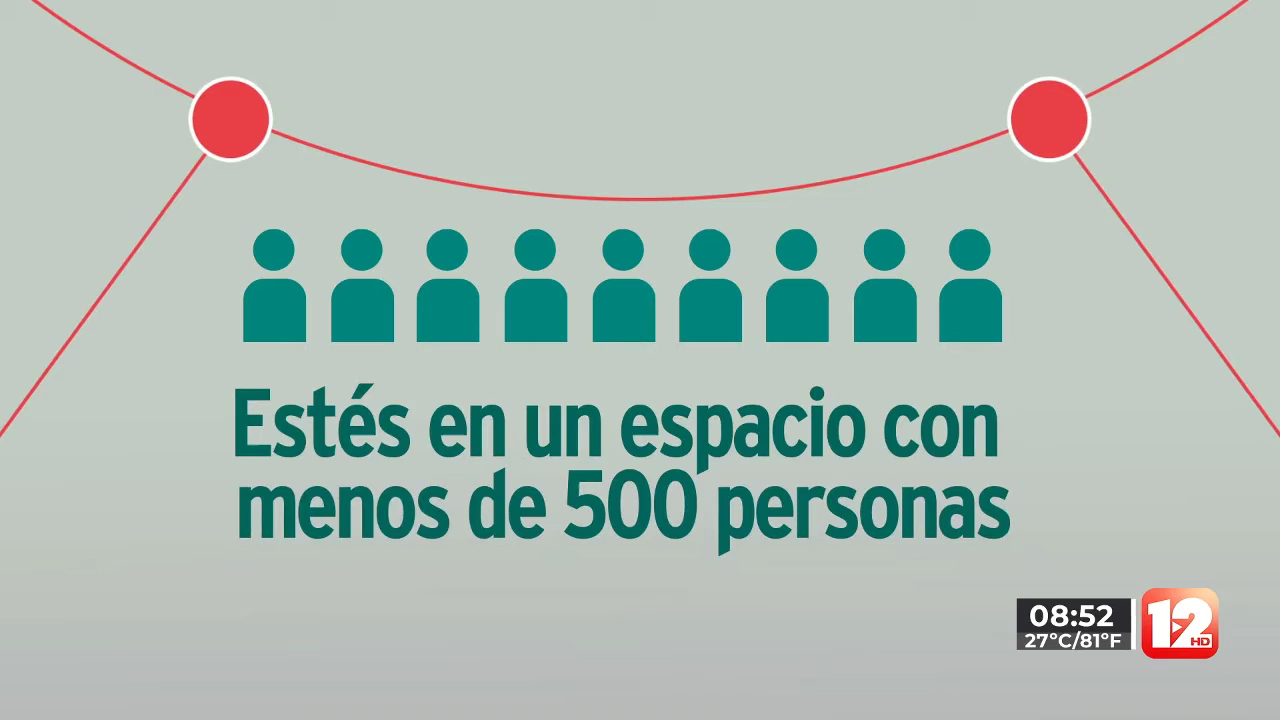 Estés en un espacio con
menos de 500 personas
08:52
27°C/81°F
12
HD